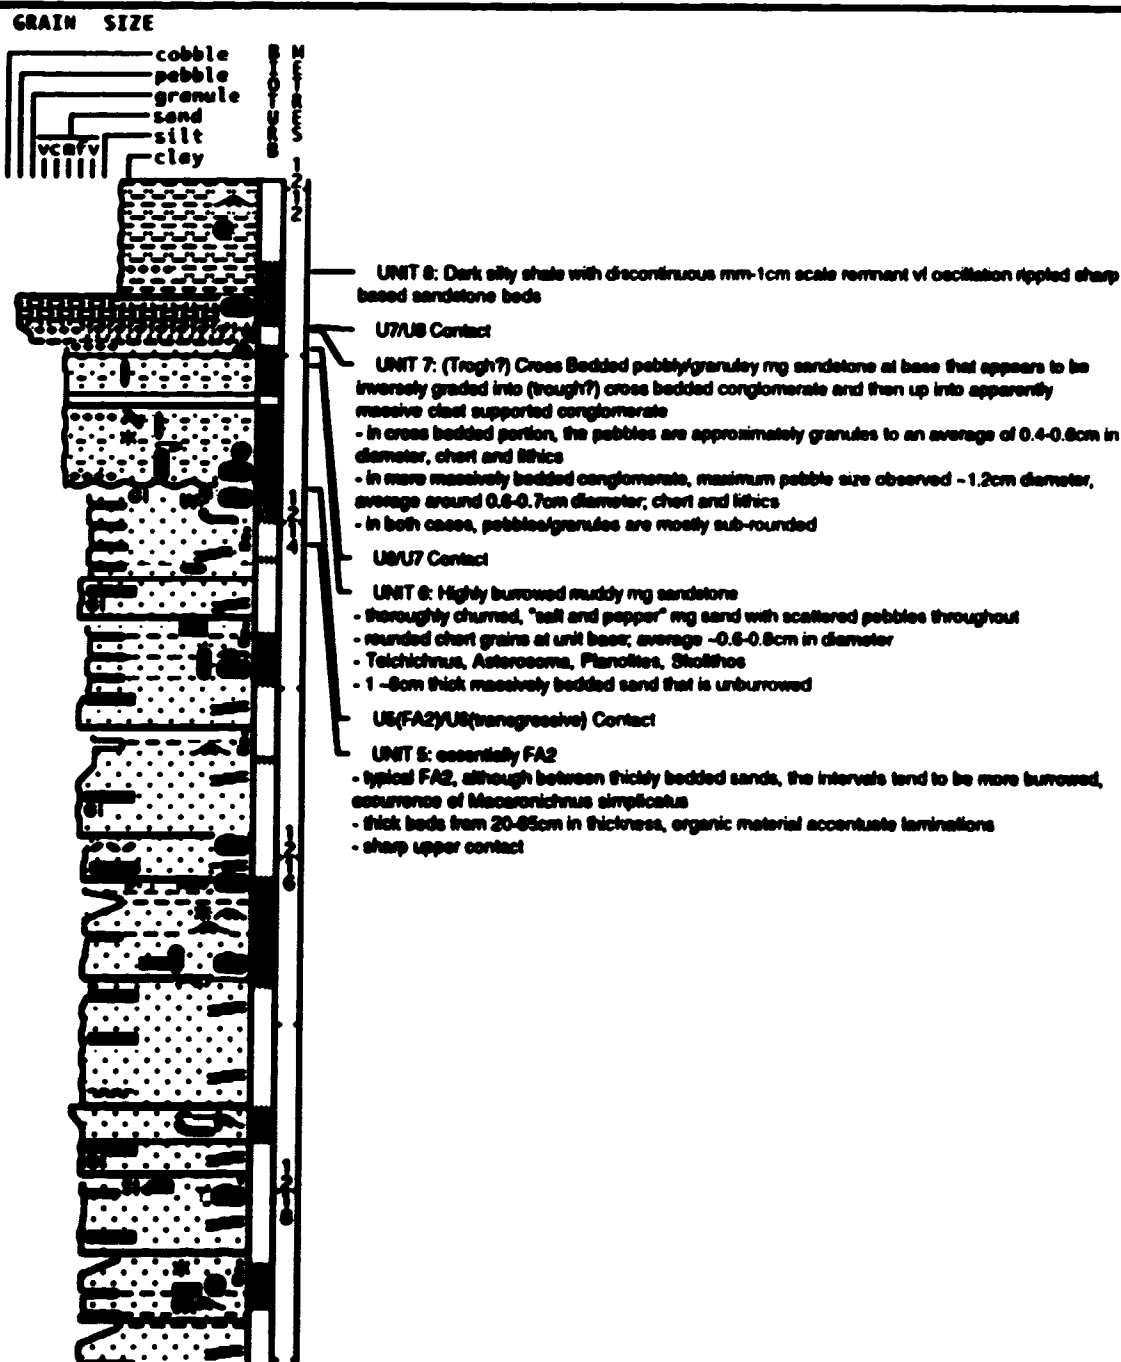 GRAIN SIZE
cobble
pebble
granule
sand
silt
vcmfv
clay
METRES
1212
UNIT 8: Dark silty shale with discontinuous mm-1cm scale remnant vf oscillation rippled sharp
based sandstone beds
U7/U8 Contact
UNIT 7: (Trogh?) Cross Bedded pebbly/granuley mg sandstone at base that appears to be
inversely graded into (trough?) cross bedded conglomerate and then up into apparently
massive clast supported conglomerate
- in cross bedded portion, the pebbles are approximately granules to an average of 0.4-0.6cm in
diameter, chert and lithics
- in more massively bedded conglomerate, maximum pebble size observed ~1.2cm diameter,
average around 0.6-0.7cm diameter; chert and lithics
- in both cases, pebbles/granules are mostly sub-rounded
1214
U6/U7 Contact
UNIT 6: Highly burrowed muddy mg sandstone
- thoroughly churned, "salt and pepper" mg sand with scattered pebbles throughout
- rounded chert grains at unit base; average ~0.6-0.8cm in diameter
- Teichichnus, Asterosoma, Planolites, Skolithos
- 1 ~8cm thick massively bedded sand that is unburrowed
U5(FA2)/U6(transgressive) Contact
UNIT 5: essentially FA2
- typical FA2, although between thickly bedded sands, the intervals tend to be more burrowed,
occurrence of Macaronichnus simplicatus
- thick beds from 20-65cm in thickness, organic material accentuate laminations
- sharp upper contact
1216
1218